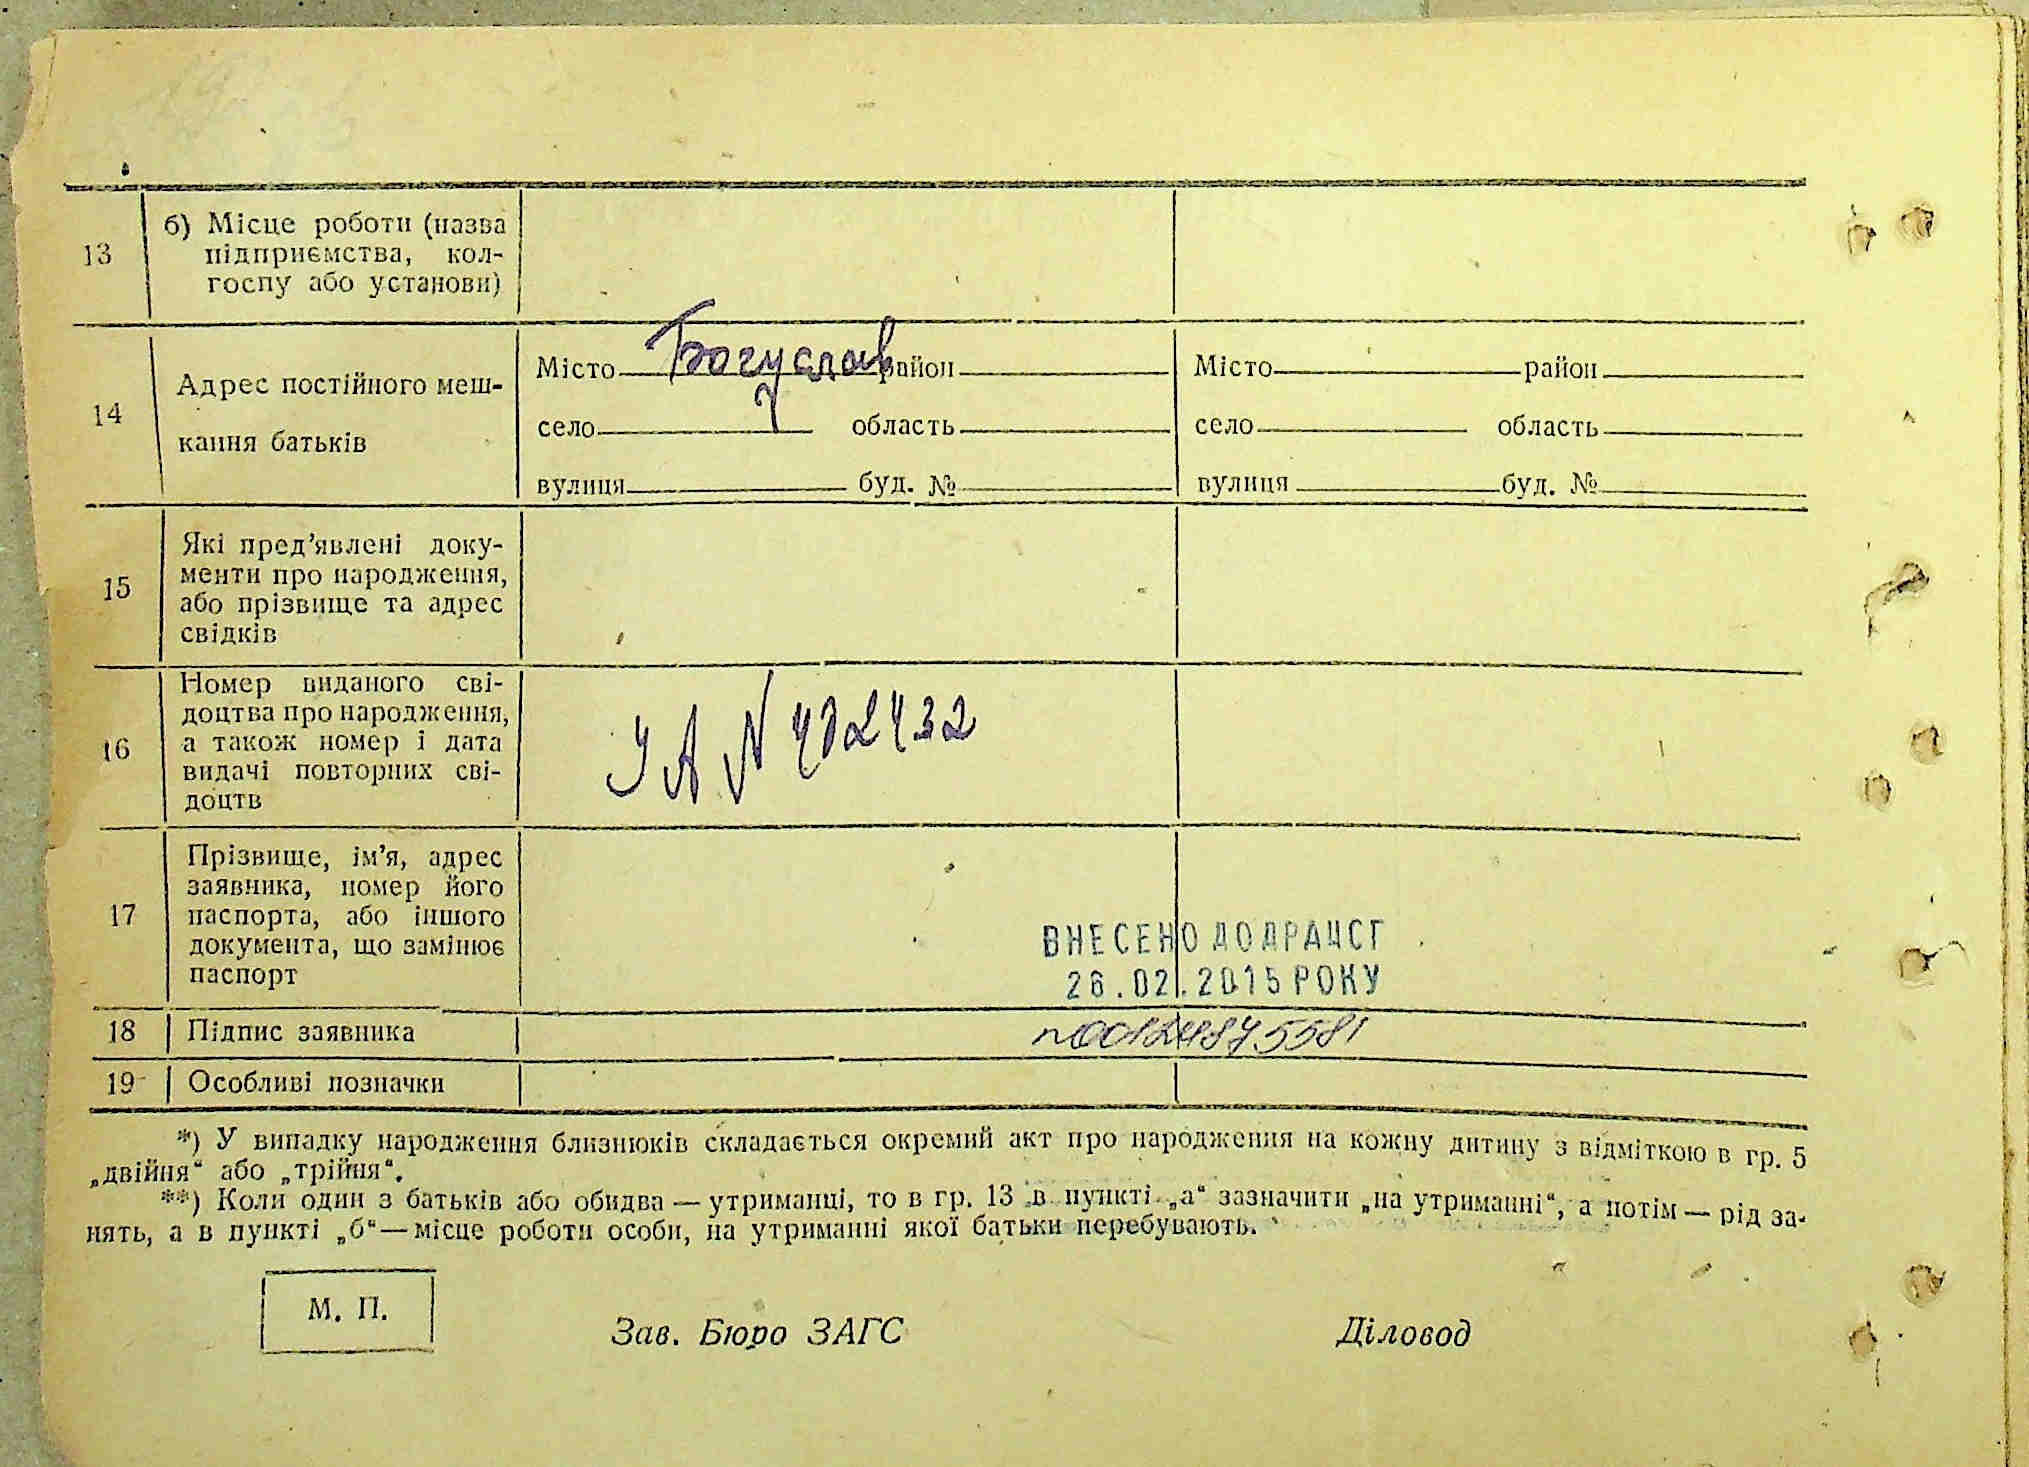 13
б) Місце роботи (назва
підприємства, кол-
госпу або установи)
14
Адрес постійного меш-
кання батьків
Місто Богуслав район
село область
вулиця буд. №
Місто район
село область
вулиця буд. №
15
Які пред’явлені доку-
менти про народження,
або прізвище та адрес
свідків
16
Номер виданого сві-
доцтва про народження,
а також номер і дата
видачі повторних сві-
доцтв
ІА N 402432
17
Прізвище, ім’я, адрес
заявника, номер його
паспорта, або іншого
документа, що замінює
паспорт
ВНЕСЕНО ДО ДРАЦСГ
26.02.2015 РОКУ
18 Підпис заявника
19 Особливі позначки
*) У випадку народження близнюків складається окремий акт про народження на кожну дитину з відміткою в гр. 5
„двійня“ або „трійня“.
**) Коли один з батьків або обидва — утриманці, то в гр. 13 в пункті „а“ зазначити „на утриманні“, а потім — рід за-
нять, а в пункті „б“ — місце роботи особи, на утриманні якої батьки перебувають.
М. П.
Зав. Бюро ЗАГС
Діловод